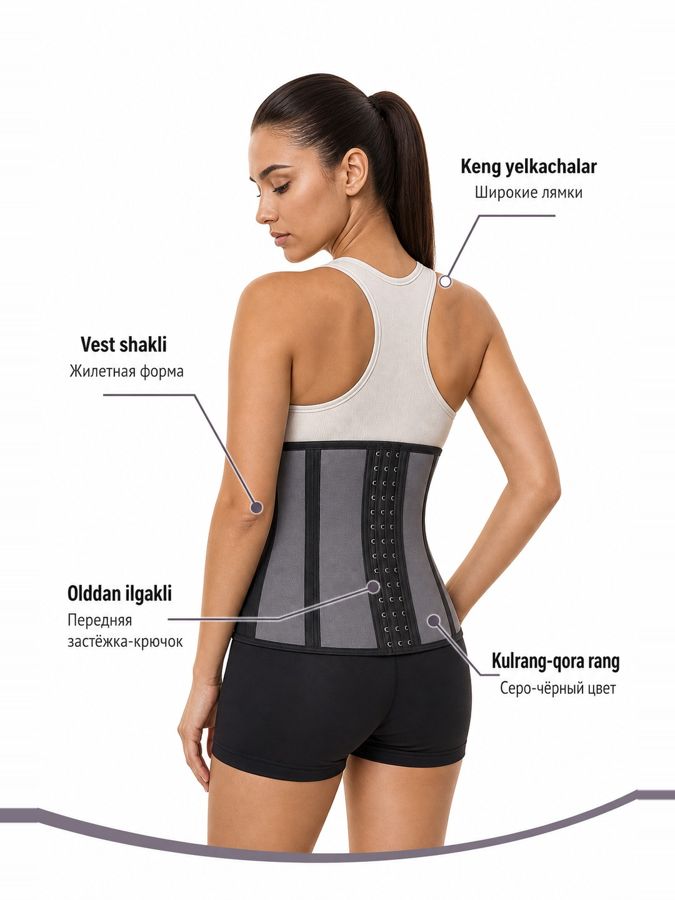 Keng yelkachalar
Широкие лямки
Vest shakli
Жилетная форма
Olddan ilgakli
Передняя
застёжка-крючок
Kulrang-qora rang
Серо-чёрный цвет